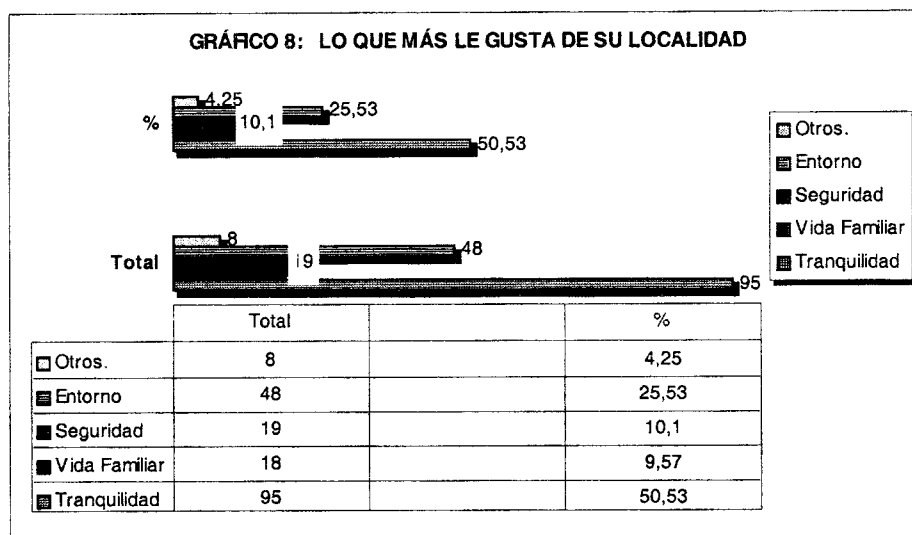 GRÁFICO 8: LO QUE MÁS LE GUSTA DE SU LOCALIDAD
4,25
25,53
%
10,1
50,53
8
48
Total
19
95
Otros.
Entorno
Seguridad
Vida Familiar
Tranquilidad
Total %
Otros. 8 4,25
Entorno 48 25,53
Seguridad 19 10,1
Vida Familiar 18 9,57
Tranquilidad 95 50,53